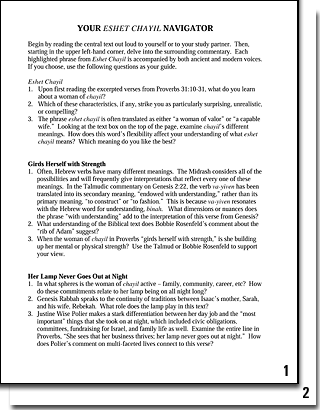 YOUR ESHET CHAYIL NAVIGATOR
Begin by reading the central text out loud to yourself or to your study partner. Then,
starting in the upper left-hand corner, delve into the surrounding commentary. Each
highlighted phrase from Eshet Chayil is accompanied by both ancient and modern voices.
If you choose, use the following questions as your guide.
Eshet Chayil
1. Upon first reading the excerpted verses from Proverbs 31:10-31, what do you learn
about a woman of chayil?
2. Which of these characteristics, if any, strike you as particularly surprising, unrealistic,
or compelling?
3. The phrase eshet chayil is often translated as either "a woman of valor" or "a capable
wife." Looking at the text box on the top of the page, examine chayil's different
meanings. How does this word's flexibility affect your understanding of what eshet
chayil means? Which meaning do you like the best?
Girds Herself with Strength
1. Often, Hebrew verbs have many different meanings. The Midrash considers all of the
possibilities and will frequently give interpretations that reflect every one of these
meanings. In the Talmudic commentary on Genesis 2:22, the verb va-yiven has been
translated into its secondary meaning, "endowed with understanding," rather than its
primary meaning, "to construct" or "to fashion." This is because va-yiven resonates
with the Hebrew word for understanding, binah. What dimensions or nuances does
the phrase "with understanding" add to the interpretation of this verse from Genesis?
2. What understanding of the Biblical text does Bobbie Rosenfeld's comment about the
"rib of Adam" suggest?
3. When the woman of chayil in Proverbs "girds herself with strength," is she building
up her mental or physical strength? Use the Talmud or Bobbie Rosenfeld to support
your view.
Her Lamp Never Goes Out at Night
1. In what spheres is the woman of chayil active – family, community, career, etc? How
do these commitments relate to her lamp being on all night long?
2. Genesis Rabbah speaks to the continuity of traditions between Isaac's mother, Sarah,
and his wife, Rebekah. What role does the lamp play in this text?
3. Justine Wise Polier makes a stark differentiation between her day job and the "most
important" things that she took on at night, which included civic obligations,
committees, fundraising for Israel, and family life as well. Examine the entire line in
Proverbs, "She sees that her business thrives; her lamp never goes out at night." How
does Polier's comment on multi-faceted lives connect to this verse?
1
2